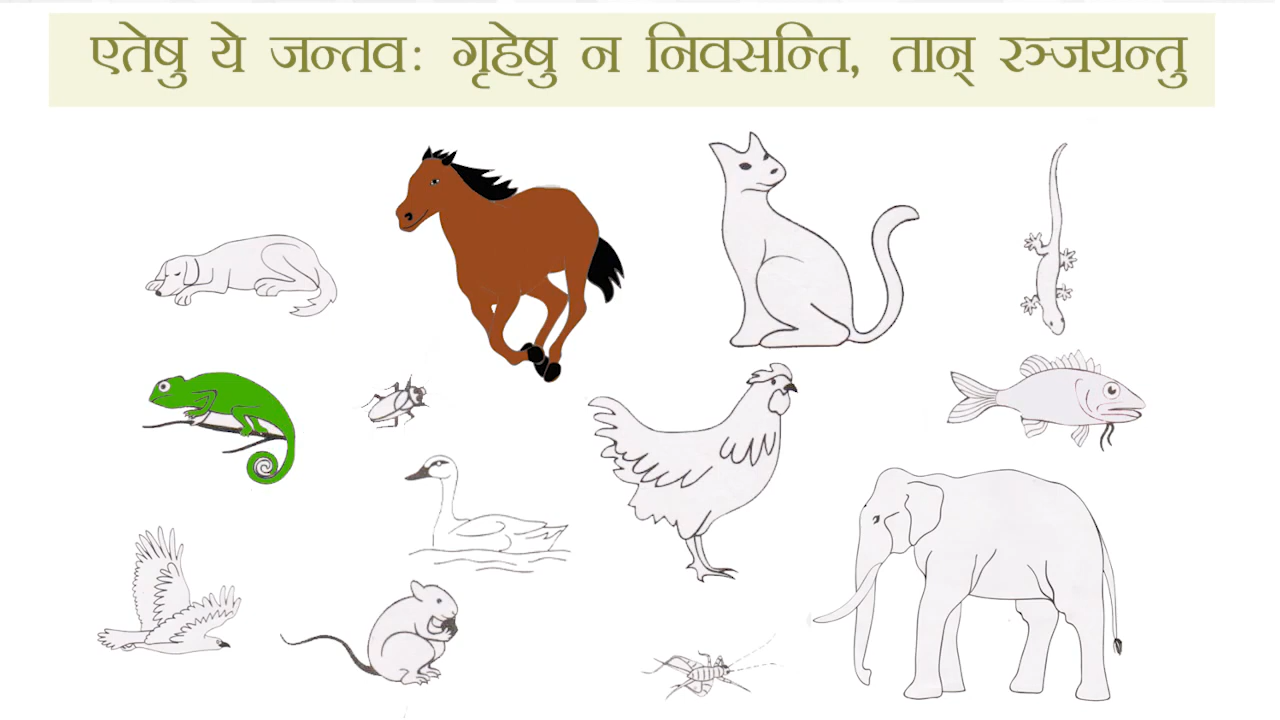 एतेषु ये जन्तवः गृहेषु न निवसन्ति, तान् रञ्जयन्तु